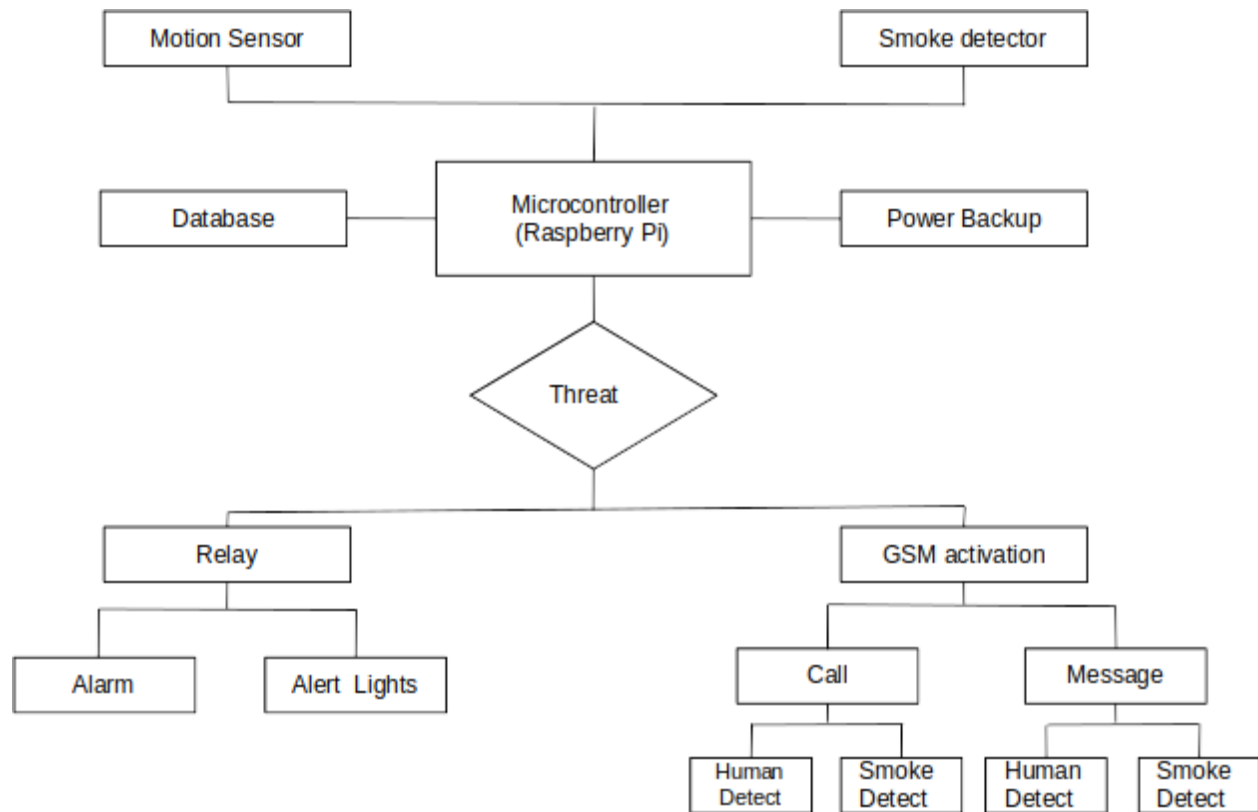 Motion Sensor
Smoke detector
Database
Microcontroller
(Raspberry Pi)
Power Backup
Threat
Relay
GSM activation
Alarm
Alert Lights
Call
Message
Human
Detect
Smoke
Detect
Human
Detect
Smoke
Detect